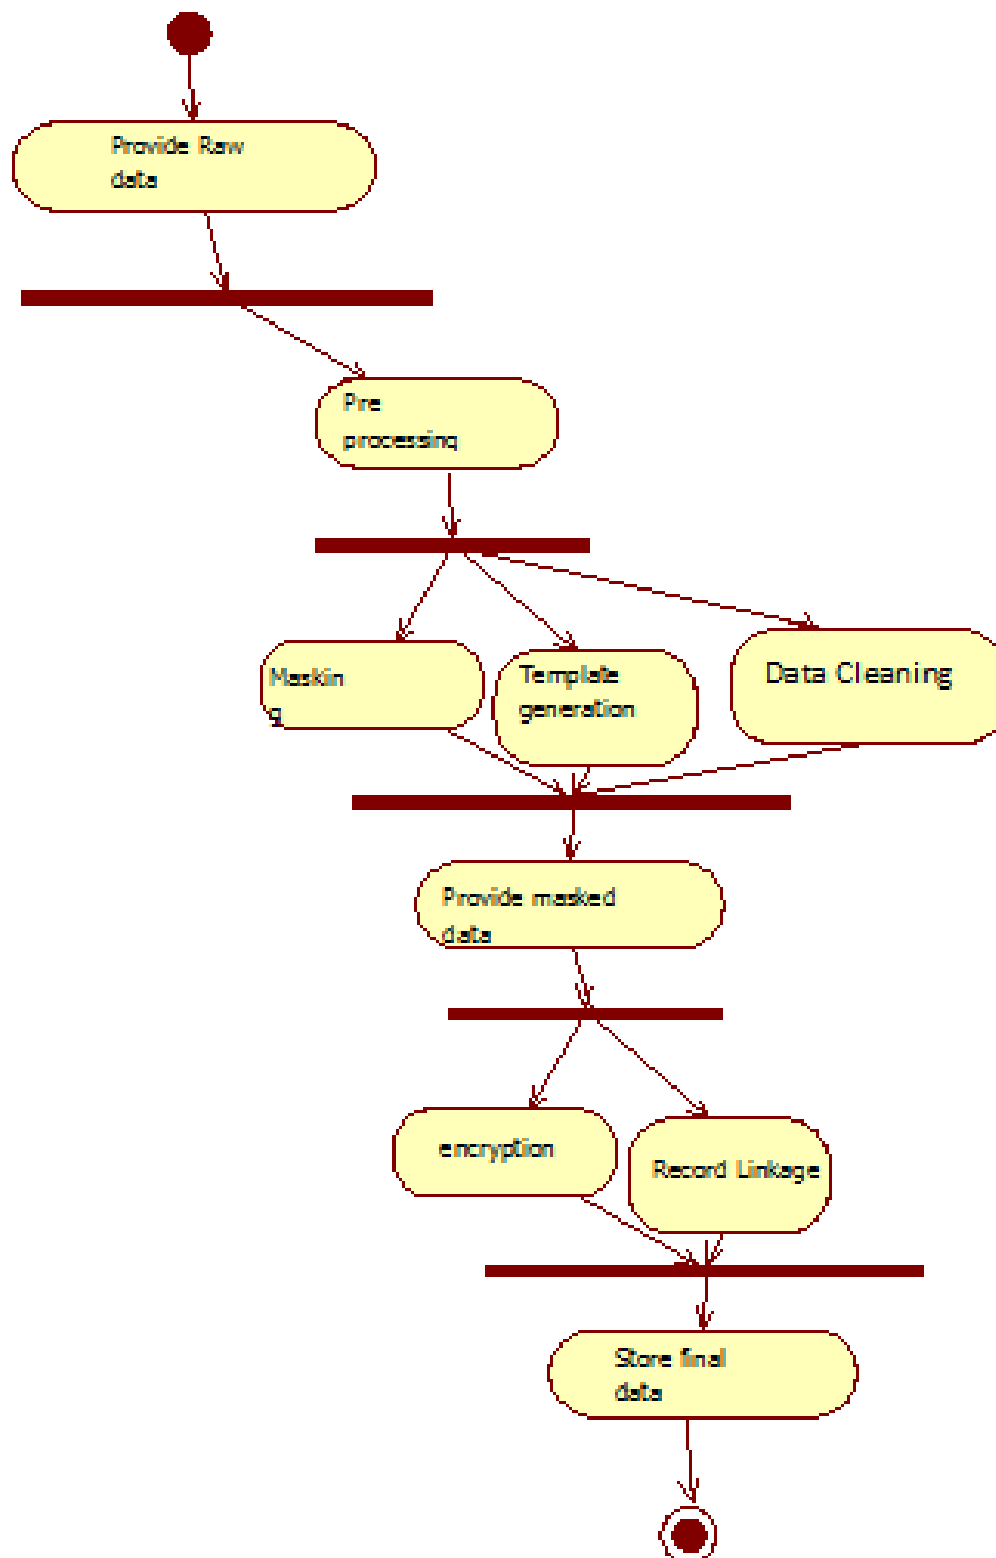 Provide Raw
data
Pre
processing
Maskin
g
Template
generation
Data Cleaning
Provide masked
data
encryption
Record Linkage
Store final
data